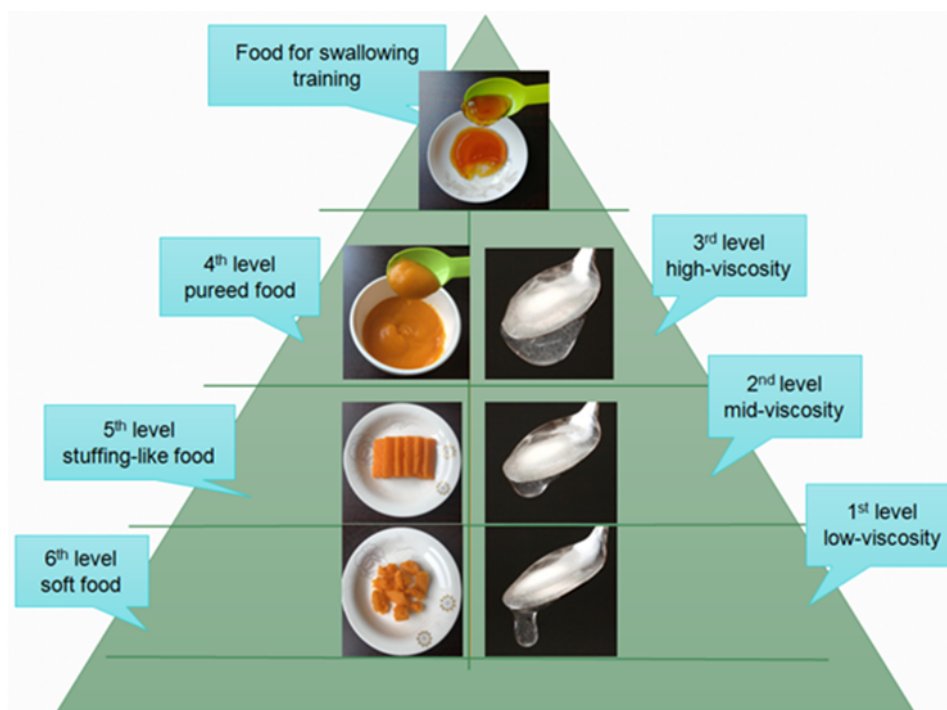 Food for swallowing
training
4th level
pureed food
3rd level
high-viscosity
5th level
stuffing-like food
2nd level
mid-viscosity
6th level
soft food
1st level
low-viscosity